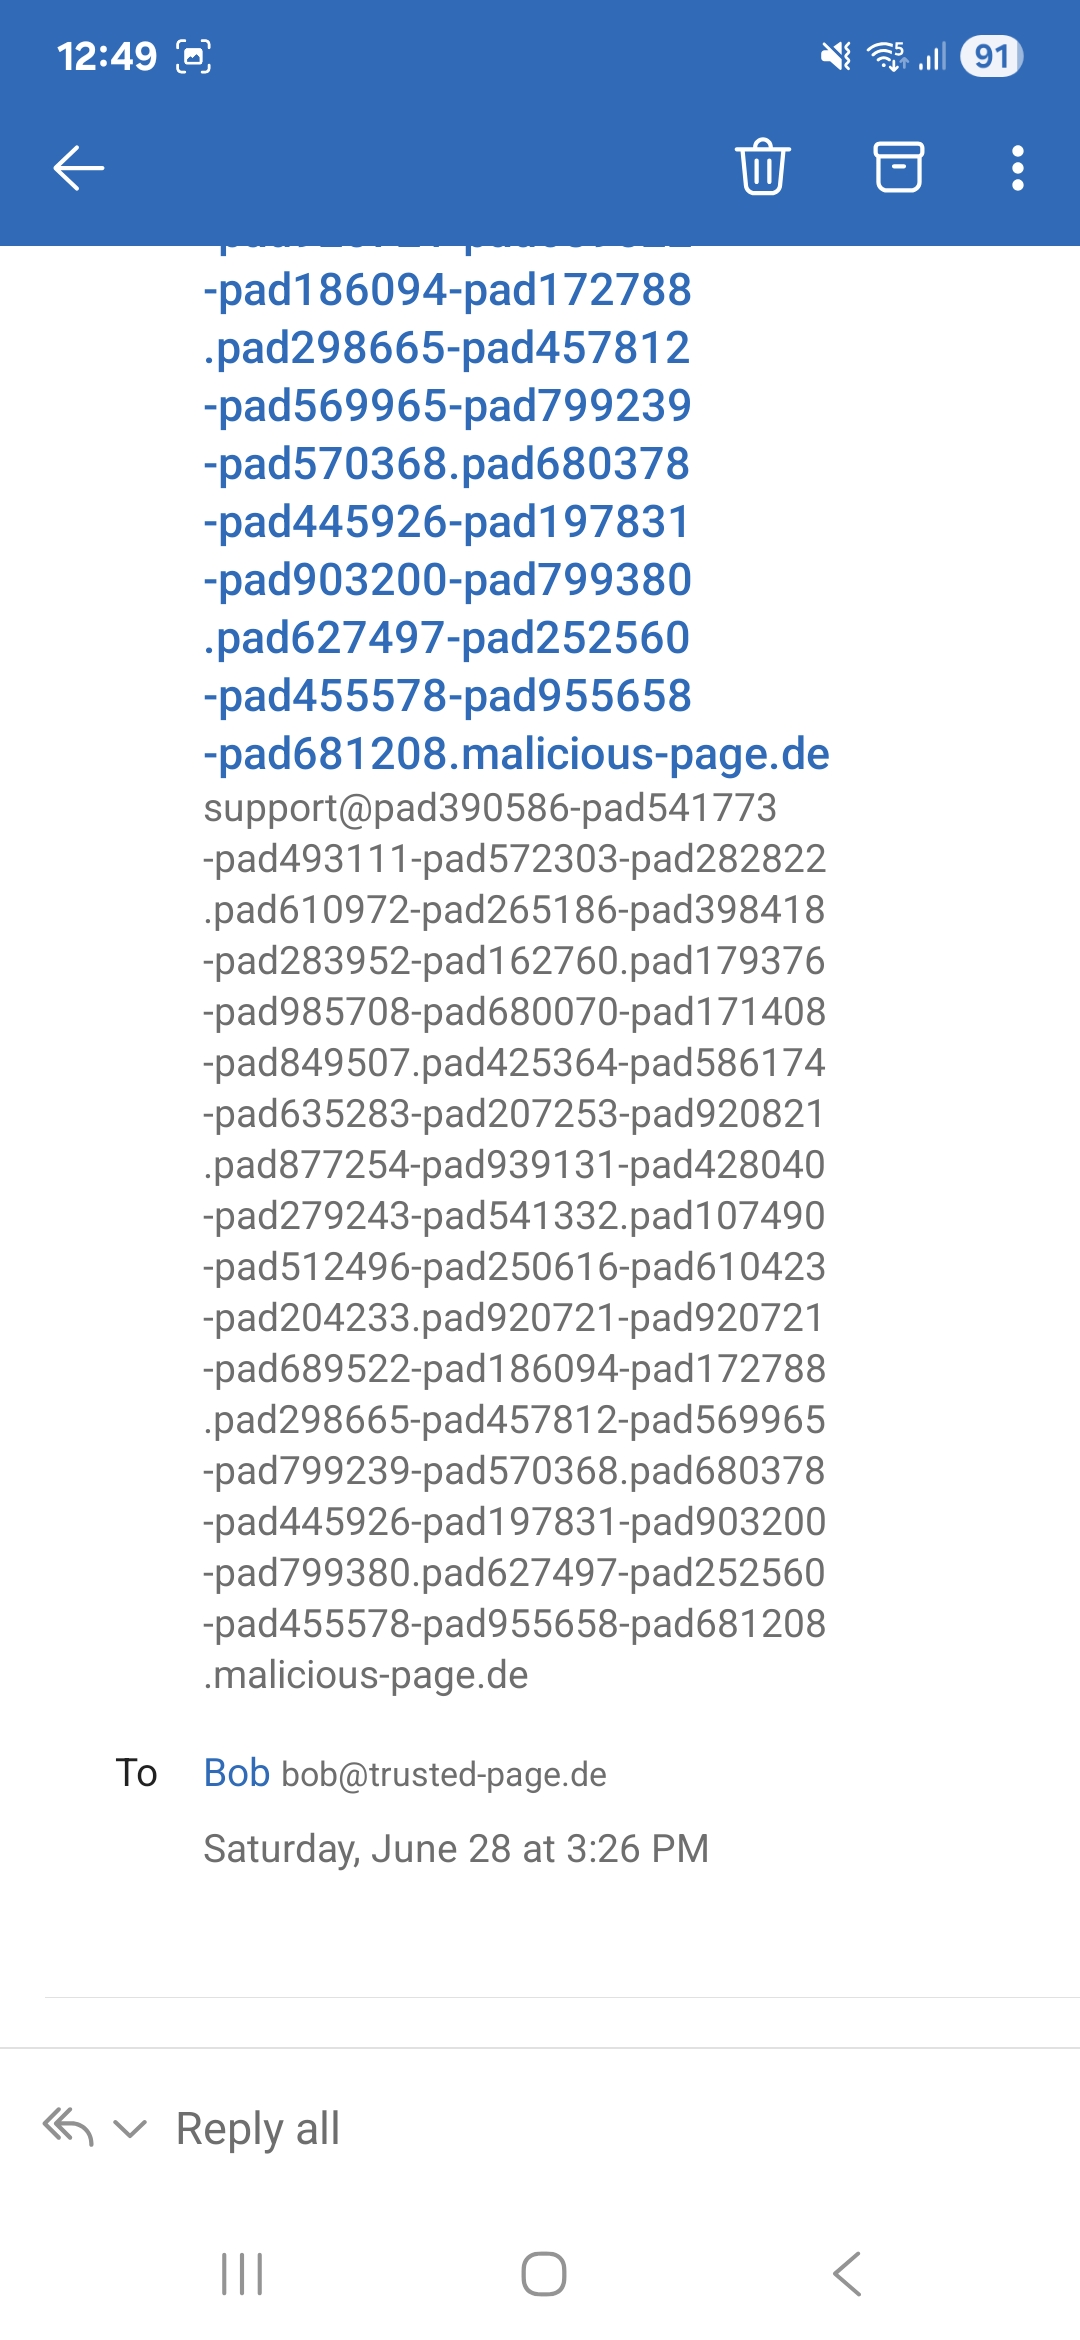 12:49
5
91
-pad186094-pad172788
.pad298665-pad457812
-pad569965-pad799239
-pad570368.pad680378
-pad445926-pad197831
-pad903200-pad799380
.pad627497-pad252560
-pad455578-pad955658
-pad681208.malicious-page.de
support@pad390586-pad541773
-pad493111-pad572303-pad282822
.pad610972-pad265186-pad398418
-pad283952-pad162760.pad179376
-pad985708-pad680070-pad171408
-pad849507.pad425364-pad586174
-pad635283-pad207253-pad920821
.pad877254-pad939131-pad428040
-pad279243-pad541332.pad107490
-pad512496-pad250616-pad610423
-pad204233.pad920721-pad920721
-pad689522-pad186094-pad172788
.pad298665-pad457812-pad569965
-pad799239-pad570368.pad680378
-pad445926-pad197831-pad903200
-pad799380.pad627497-pad252560
-pad455578-pad955658-pad681208
.malicious-page.de
To Bob bob@trusted-page.de
Saturday, June 28 at 3:26 PM
Reply all